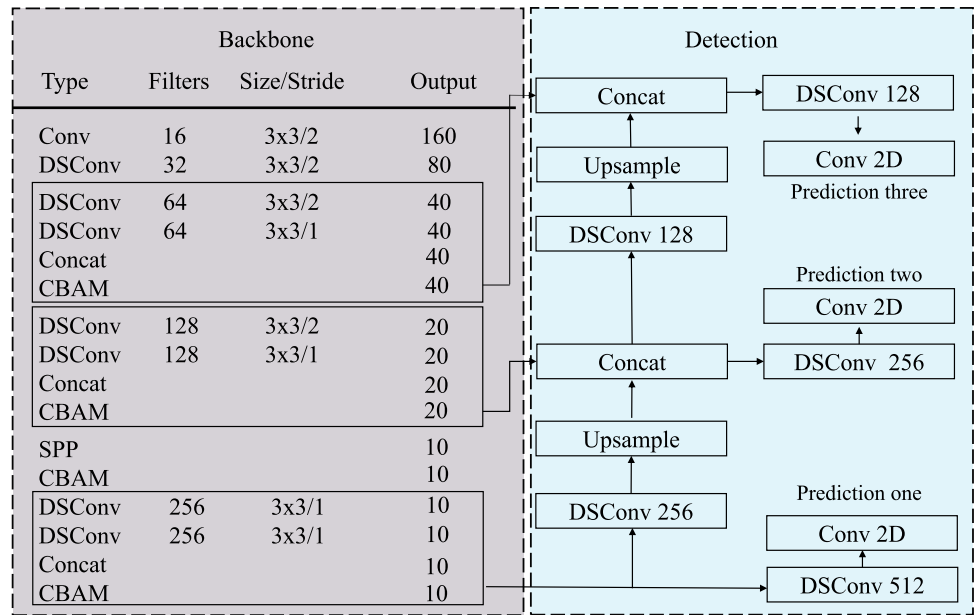 Backbone
Type Filters Size/Stride Output
Conv 16 3x3/2 160
DSConv 32 3x3/2 80
DSConv 64 3x3/2 40
DSConv 64 3x3/1 40
Concat 40
CBAM 40
DSConv 128 3x3/2 20
DSConv 128 3x3/1 20
Concat 20
CBAM 20
SPP 10
CBAM 10
DSConv 256 3x3/1 10
DSConv 256 3x3/1 10
Concat 10
CBAM 10
Detection
Concat
DSConv 128
Conv 2D
Prediction three
Upsample
DSConv 128
Prediction two
Conv 2D
Concat
DSConv 256
Upsample
DSConv 256
Prediction one
Conv 2D
DSConv 512